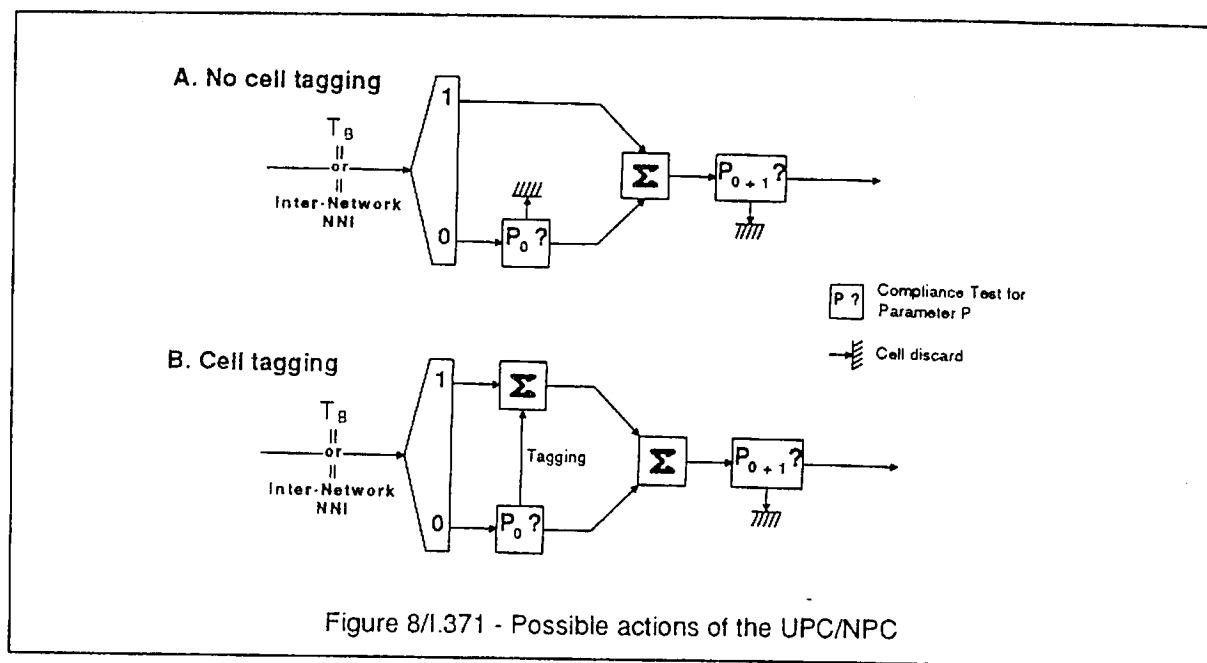 A. No cell tagging
1
T_B
=
or
=
Inter-Network
NNI
0
P_0 ?
Σ
P_0+1 ?
P ? Compliance Test for
Parameter P
Cell discard
B. Cell tagging
1
Σ
T_B
=
or
=
Inter-Network
NNI
Tagging
0
P_0 ?
Σ
P_0+1 ?
Figure 8/I.371 - Possible actions of the UPC/NPC